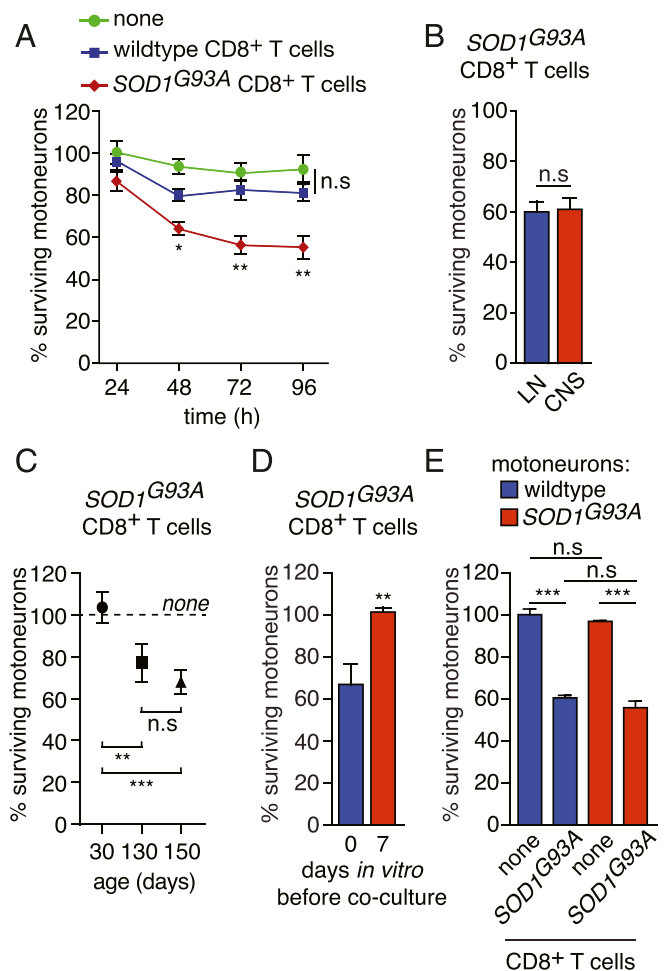 A
none
wildtype CD8+ T cells
SOD1G93A CD8+ T cells
% surviving motoneurons
120
100
80
60
40
20
0
n.s
*
**
**
24 48 72 96
time (h)
B
SOD1G93A
CD8+ T cells
% surviving motoneurons
100
80
60
40
20
0
n.s
LN
CNS
C
SOD1G93A
CD8+ T cells
% surviving motoneurons
120
100
80
60
40
20
0
none
n.s
**
***
30 130 150
age (days)
D
SOD1G93A
CD8+ T cells
% surviving motoneurons
120
100
80
60
40
20
0
**
0 7
days in vitro
before co-culture
E
motoneurons:
wildtype
SOD1G93A
% surviving motoneurons
120
100
80
60
40
20
0
n.s
n.s
*** ***
none
SOD1G93A
none
SOD1G93A
CD8+ T cells